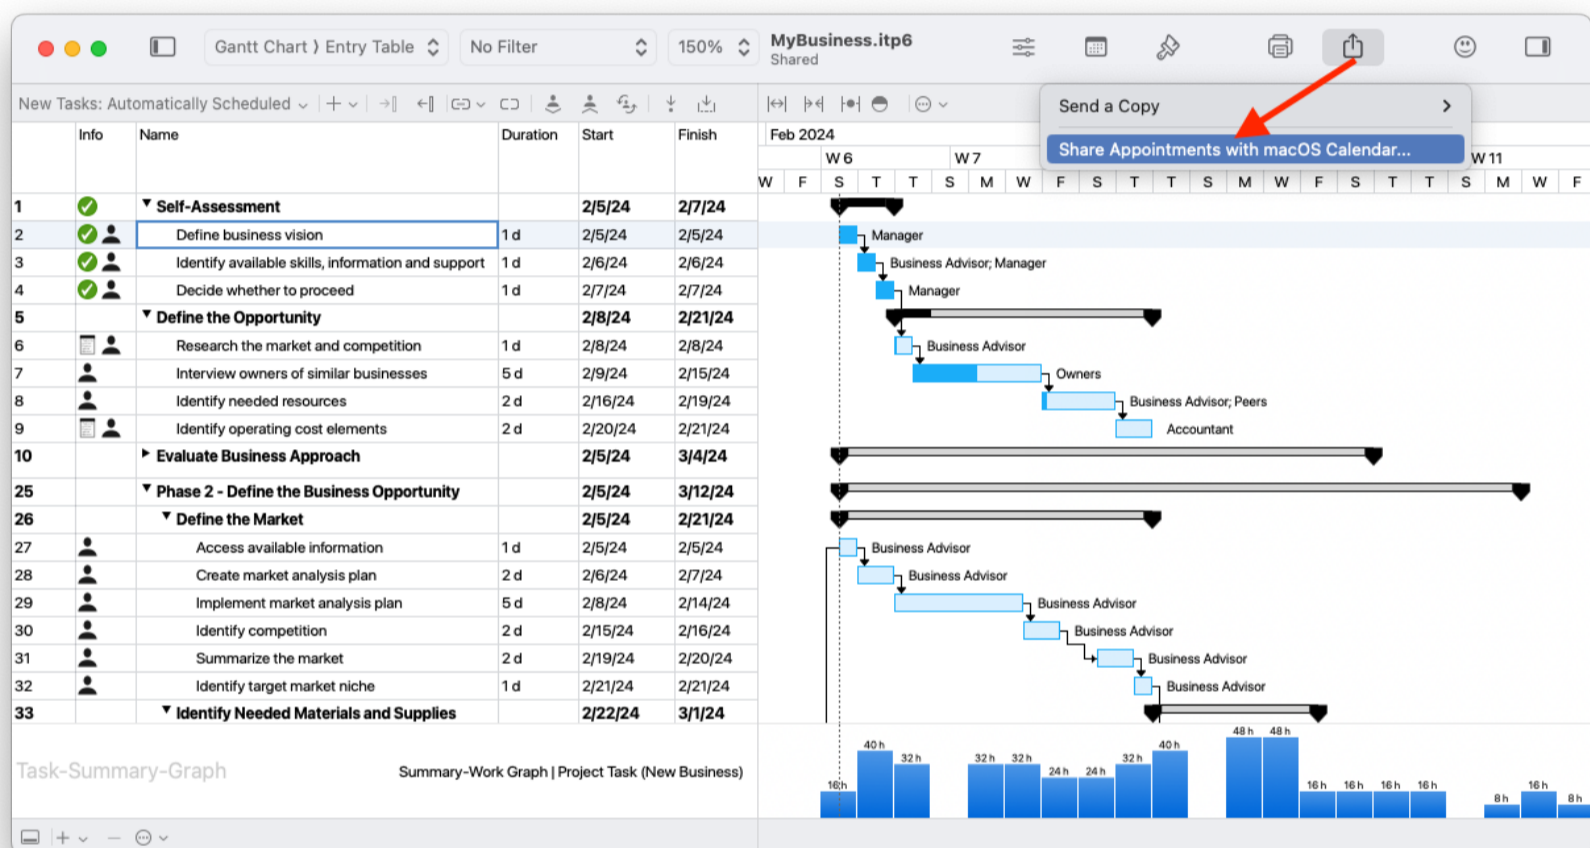 Gantt Chart ⟩ Entry Table
No Filter
150%
MyBusiness.itp6
Shared
New Tasks: Automatically Scheduled
Send a Copy
Share Appointments with macOS Calendar...
Info Name Duration Start Finish
Feb 2024
W 6 W 7 W 11
W F S T T S M W F S T T S M W F S T T S M W F
1 Self-Assessment 2/5/24 2/7/24
2 Define business vision 1 d 2/5/24 2/5/24 Manager
3 Identify available skills, information and support 1 d 2/6/24 2/6/24 Business Advisor; Manager
4 Decide whether to proceed 1 d 2/7/24 2/7/24 Manager
5 Define the Opportunity 2/8/24 2/21/24
6 Research the market and competition 1 d 2/8/24 2/8/24 Business Advisor
7 Interview owners of similar businesses 5 d 2/9/24 2/15/24 Owners
8 Identify needed resources 2 d 2/16/24 2/19/24 Business Advisor; Peers
9 Identify operating cost elements 2 d 2/20/24 2/21/24 Accountant
10 Evaluate Business Approach 2/5/24 3/4/24
25 Phase 2 - Define the Business Opportunity 2/5/24 3/12/24
26 Define the Market 2/5/24 2/21/24
27 Access available information 1 d 2/5/24 2/5/24 Business Advisor
28 Create market analysis plan 2 d 2/6/24 2/7/24 Business Advisor
29 Implement market analysis plan 5 d 2/8/24 2/14/24 Business Advisor
30 Identify competition 2 d 2/15/24 2/16/24 Business Advisor
31 Summarize the market 2 d 2/19/24 2/20/24 Business Advisor
32 Identify target market niche 1 d 2/21/24 2/21/24 Business Advisor
33 Identify Needed Materials and Supplies 2/22/24 3/1/24
Task-Summary-Graph
Summary-Work Graph | Project Task (New Business)
16 h 40 h 32 h 32 h 32 h 24 h 24 h 32 h 40 h 48 h 48 h 16 h 16 h 16 h 16 h 8 h 16 h 8 h